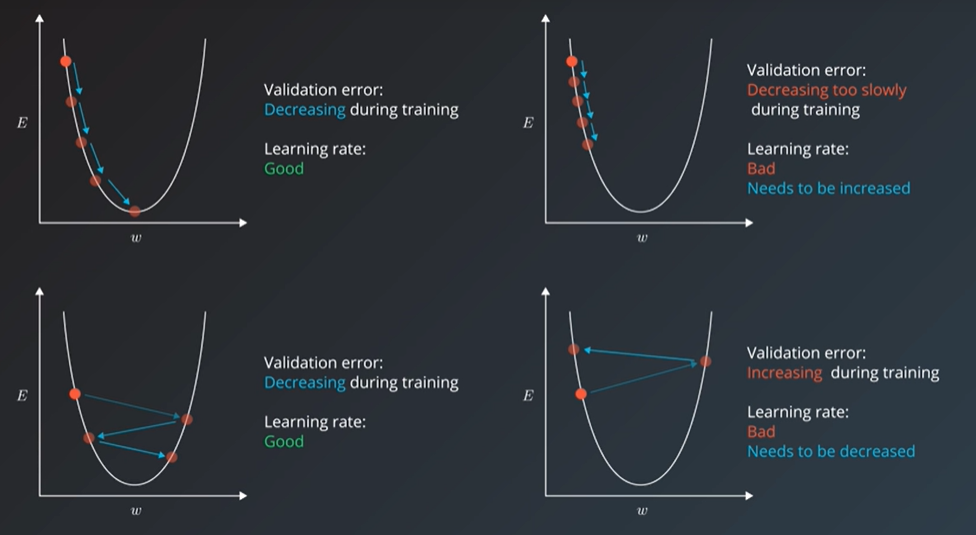 E
w
Validation error:
Decreasing during training
Learning rate:
Good
E
w
Validation error:
Decreasing too slowly
during training
Learning rate:
Bad
Needs to be increased
E
w
Validation error:
Decreasing during training
Learning rate:
Good
E
w
Validation error:
Increasing during training
Learning rate:
Bad
Needs to be decreased